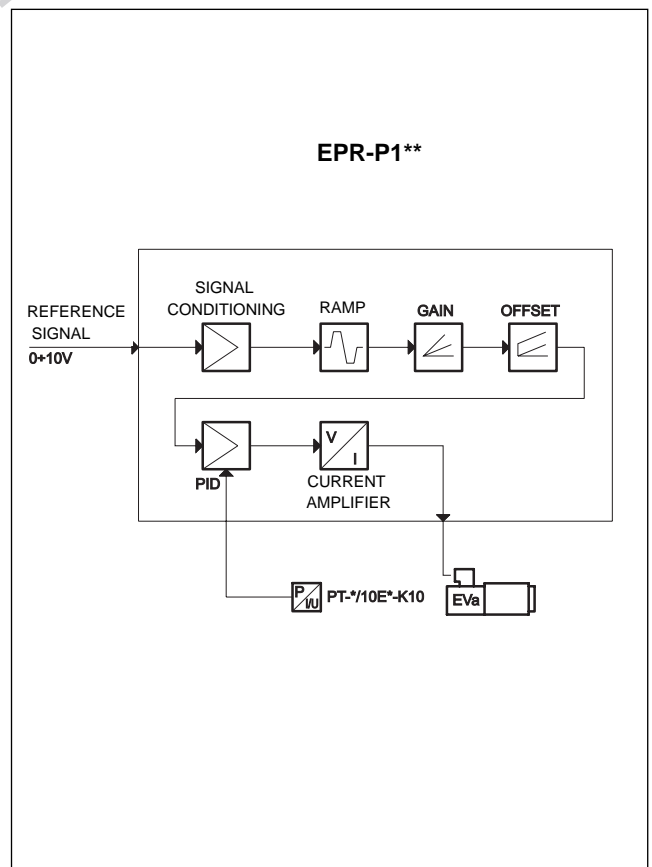 EPR-P1**
SIGNAL
CONDITIONING
RAMP
GAIN
OFFSET
REFERENCE
SIGNAL
0+10V
PID
V
I
CURRENT
AMPLIFIER
P
I/U
PT-*/10E*-K10
EVa